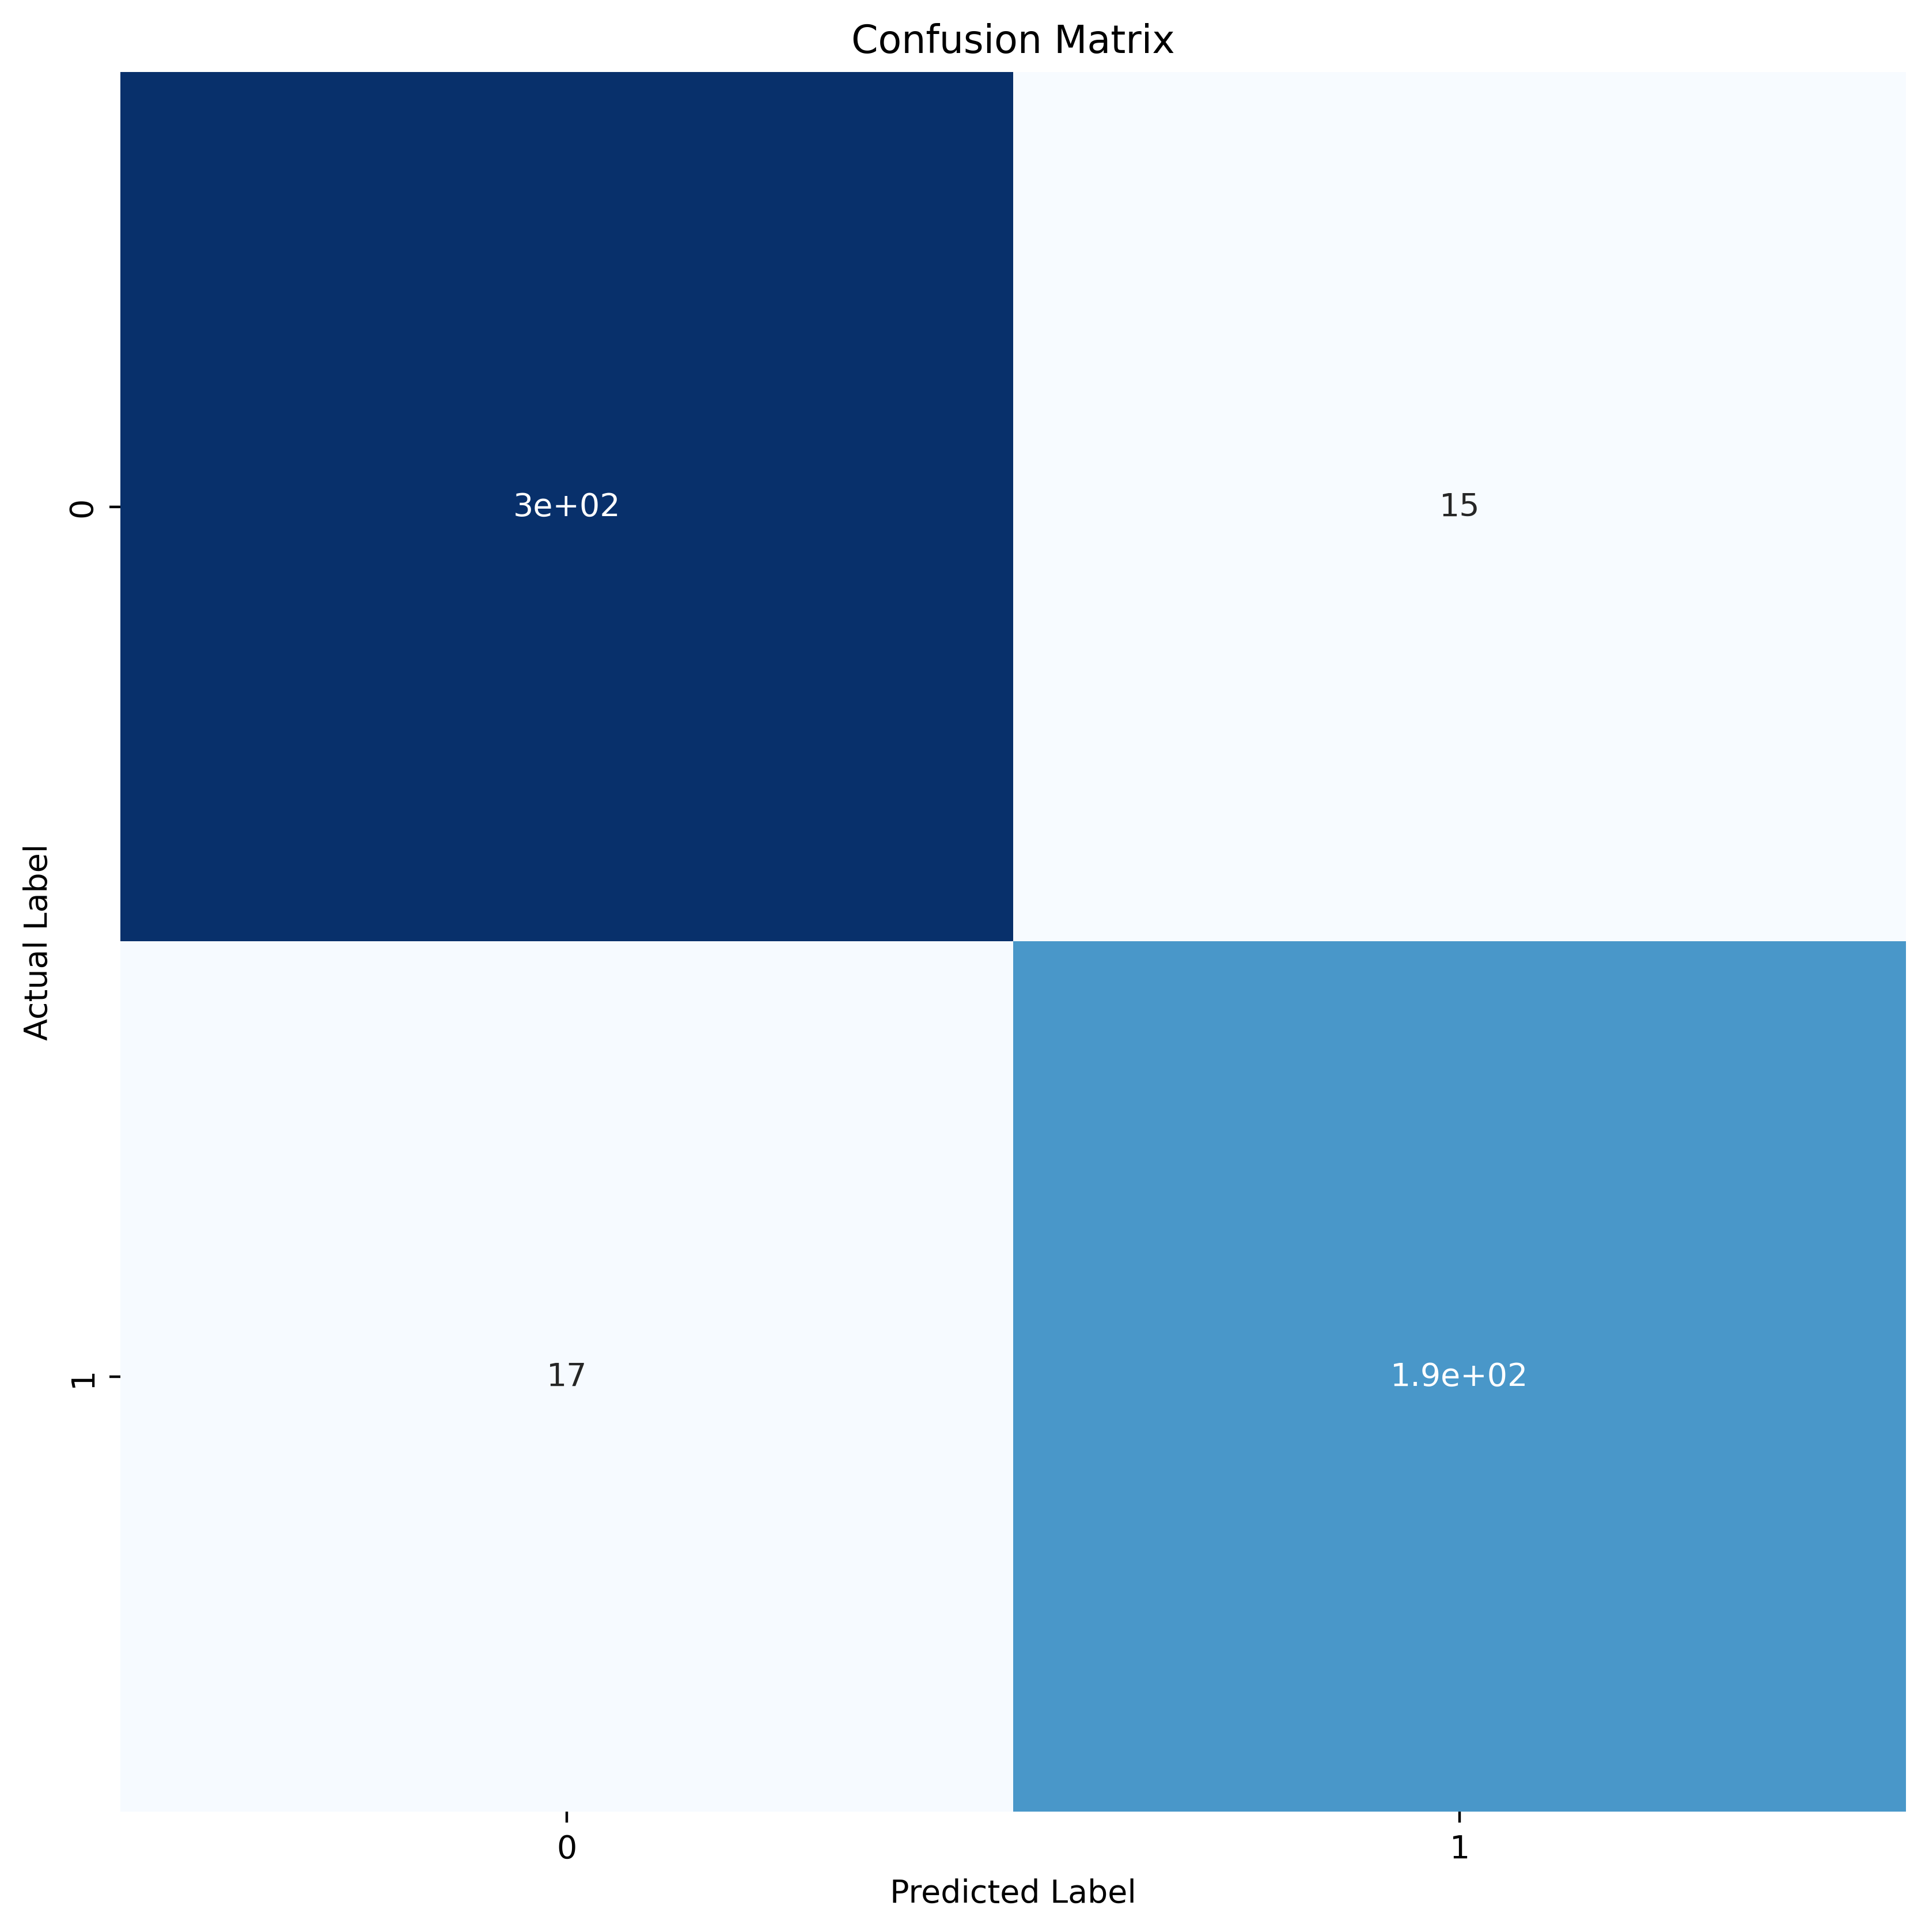 Confusion Matrix
Actual Label
0
3e+02
15
1
17
1.9e+02
0
1
Predicted Label